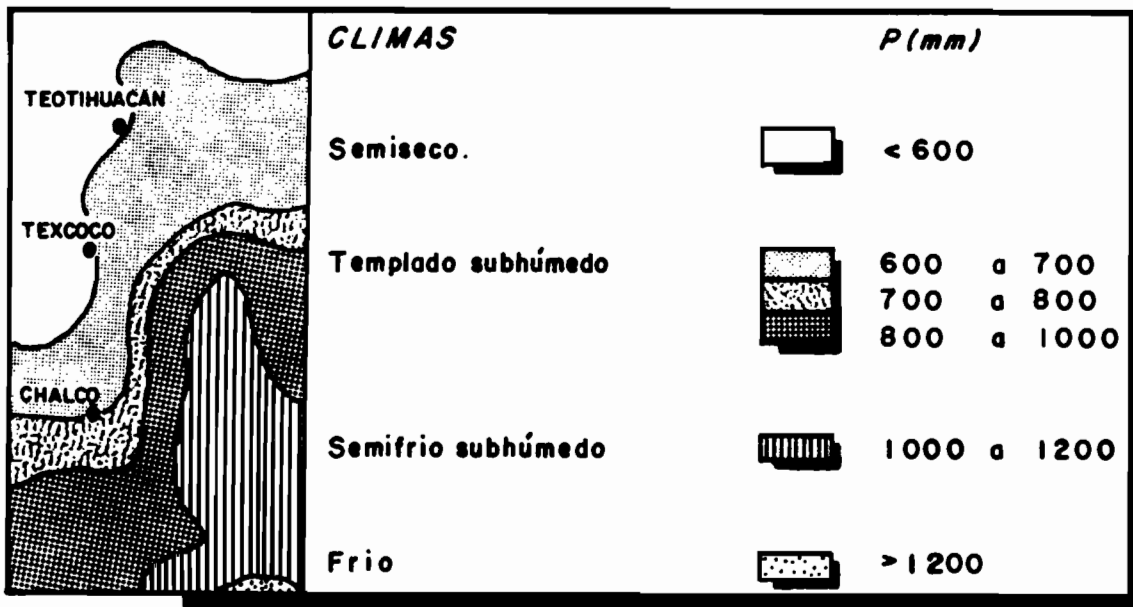 CLIMAS P(mm)
TEOTIHUACÁN
Semiseco. < 600
TEXCOCO
Templado subhúmedo 600 a 700
700 a 800
800 a 1000
CHALCO
Semifrio subhúmedo 1000 a 1200
Frio > 1200